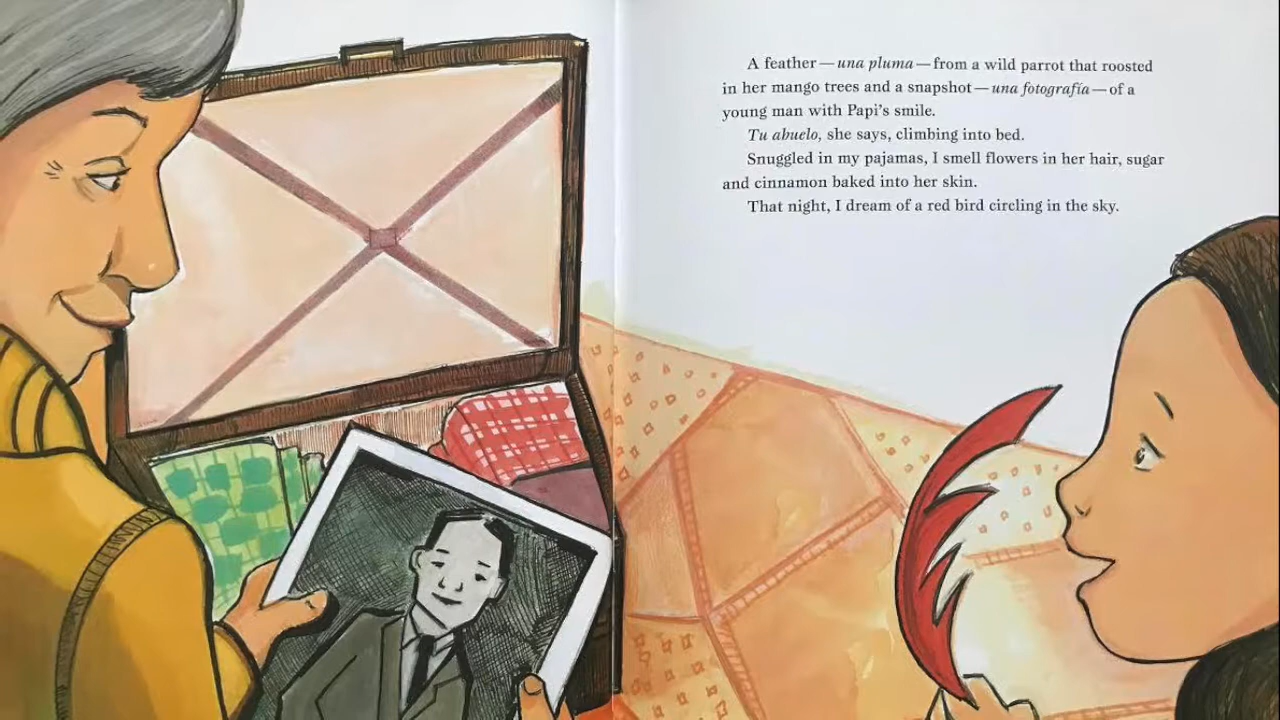 A feather—una pluma—from a wild parrot that roosted
in her mango trees and a snapshot—una fotografía—of a
young man with Papi's smile.
Tu abuelo, she says, climbing into bed.
Snuggled in my pajamas, I smell flowers in her hair, sugar
and cinnamon baked into her skin.
That night, I dream of a red bird circling in the sky.